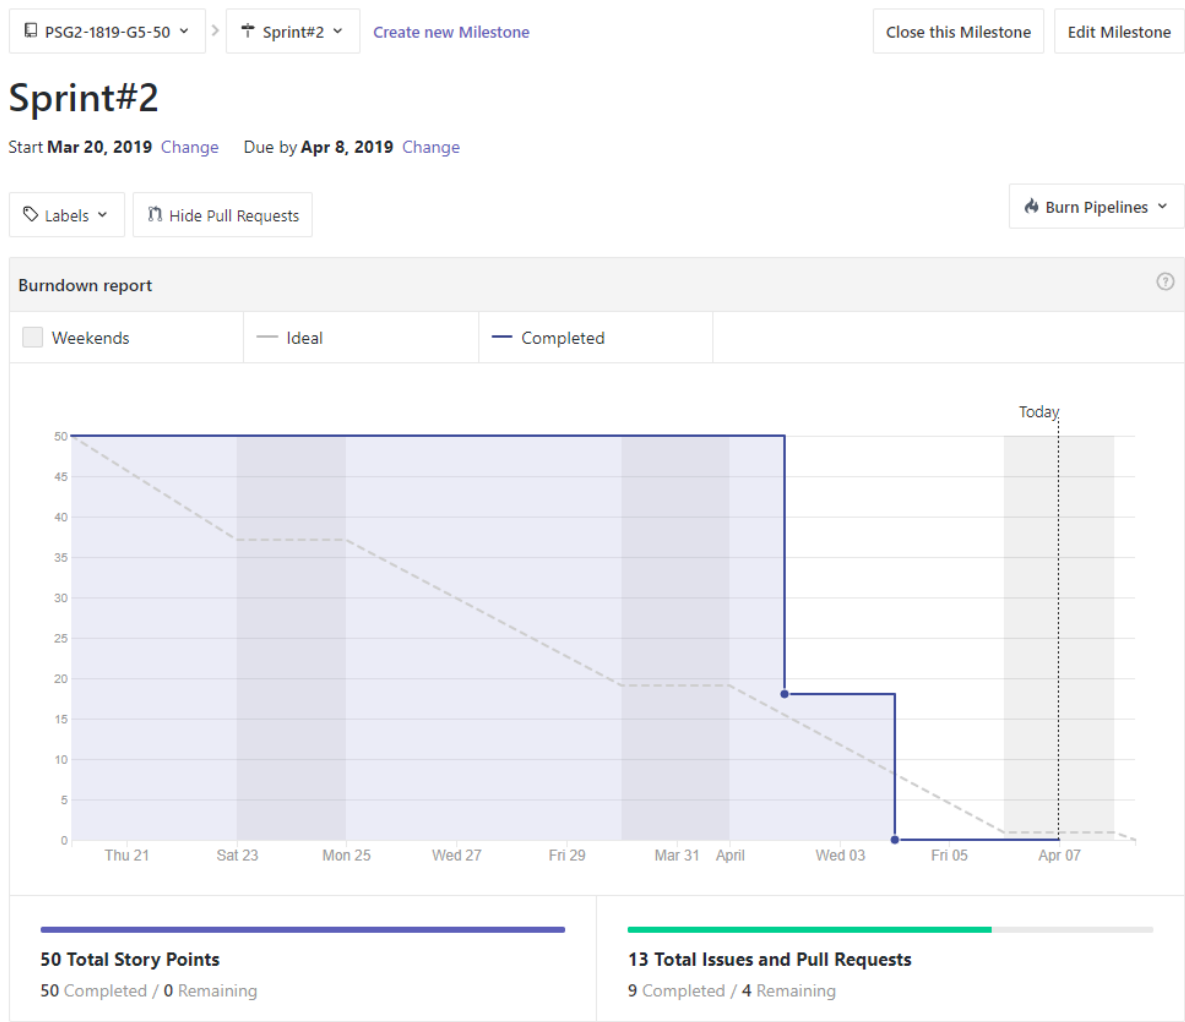 PSG2-1819-G5-50 Sprint#2 Create new Milestone Close this Milestone Edit Milestone
Sprint#2
Start Mar 20, 2019 Change Due by Apr 8, 2019 Change
Labels Hide Pull Requests Burn Pipelines
Burndown report ?
Weekends Ideal Completed
Today
50
45
40
35
30
25
20
15
10
5
0
Thu 21 Sat 23 Mon 25 Wed 27 Fri 29 Mar 31 April Wed 03 Fri 05 Apr 07
50 Total Story Points
50 Completed / 0 Remaining
13 Total Issues and Pull Requests
9 Completed / 4 Remaining